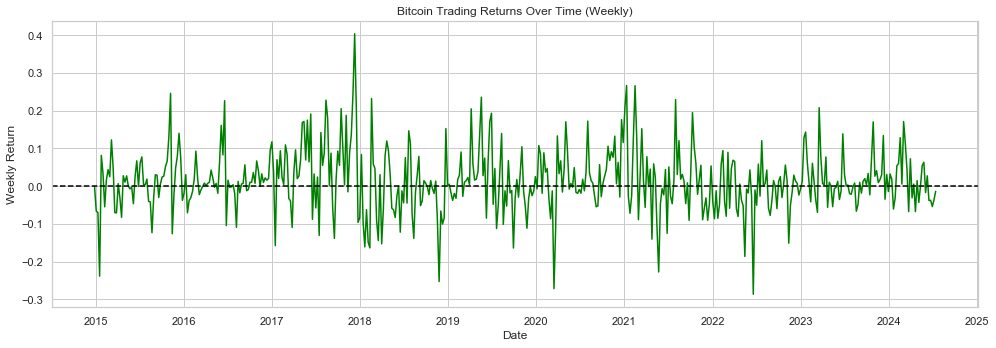 Bitcoin Trading Returns Over Time (Weekly)
Weekly Return
0.4
0.3
0.2
0.1
0.0
−0.1
−0.2
−0.3
2015 2016 2017 2018 2019 2020 2021 2022 2023 2024 2025
Date